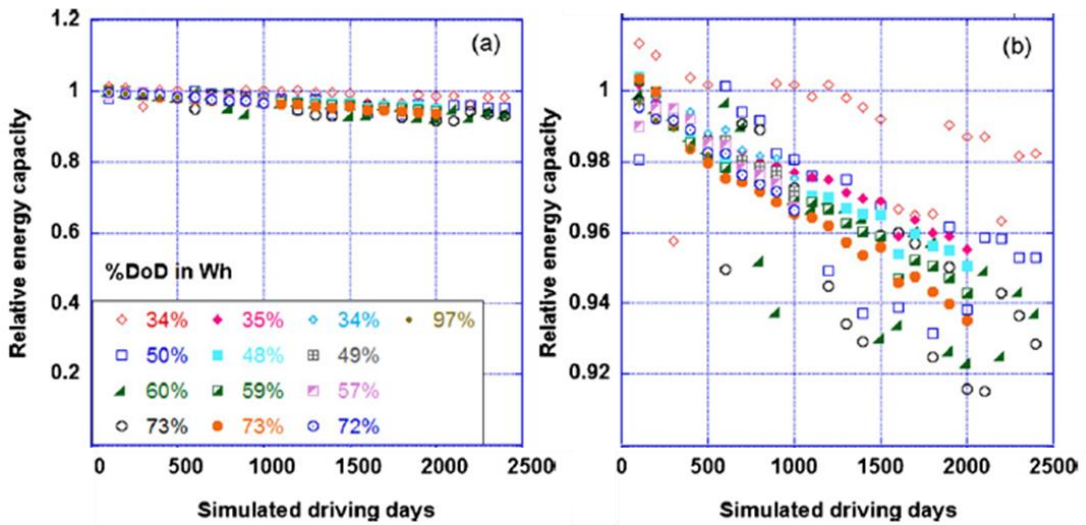 1.2
1
0.8
0.6
0.4
0.2
Relative energy capacity
(a)
%DoD in Wh
34% 35% 34% 97%
50% 48% 49%
60% 59% 57%
73% 73% 72%
0 500 1000 1500 2000 2500
Simulated driving days
1
0.98
0.96
0.94
0.92
Relative energy capacity
(b)
0 500 1000 1500 2000 2500
Simulated driving days